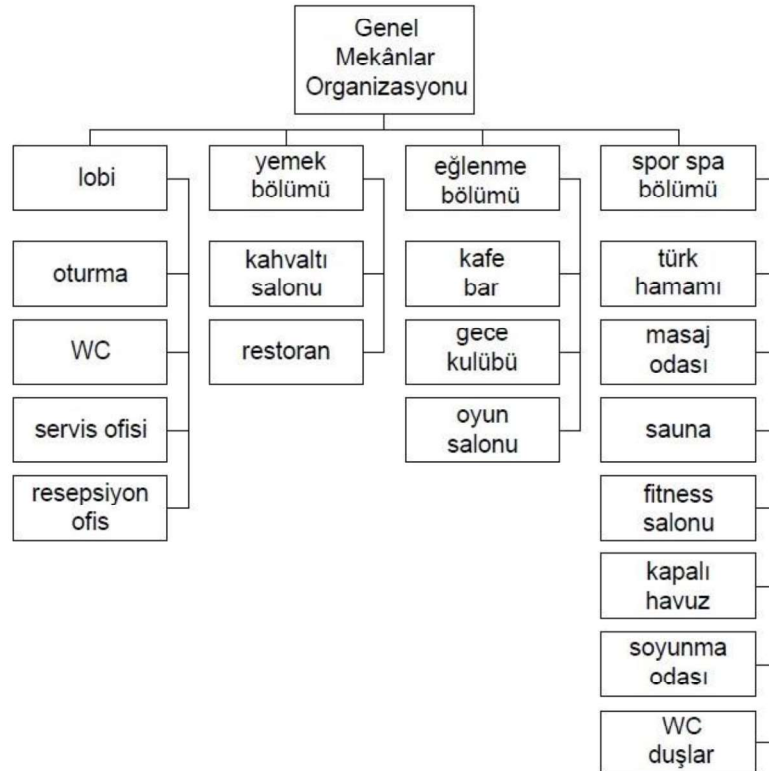 Genel
Mekânlar
Organizasyonu
lobi
oturma
WC
servis ofisi
resepsiyon
ofis
yemek
bölümü
kahvaltı
salonu
restoran
eğlenme
bölümü
kafe
bar
gece
kulübü
oyun
salonu
spor spa
bölümü
türk
hamamı
masaj
odası
sauna
fitness
salonu
kapalı
havuz
soyunma
odası
WC
duşlar